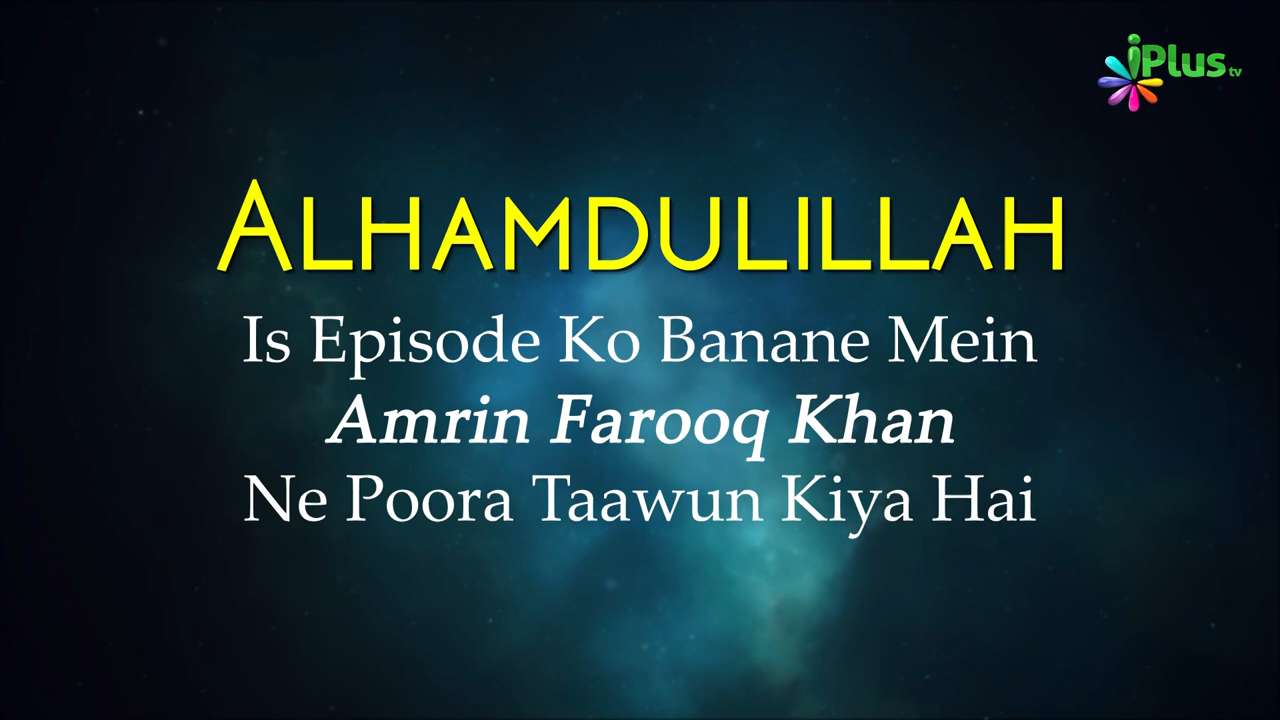 iPlus tv
ALHAMDULILLAH
Is Episode Ko Banane Mein
Amrin Farooq Khan
Ne Poora Taawun Kiya Hai